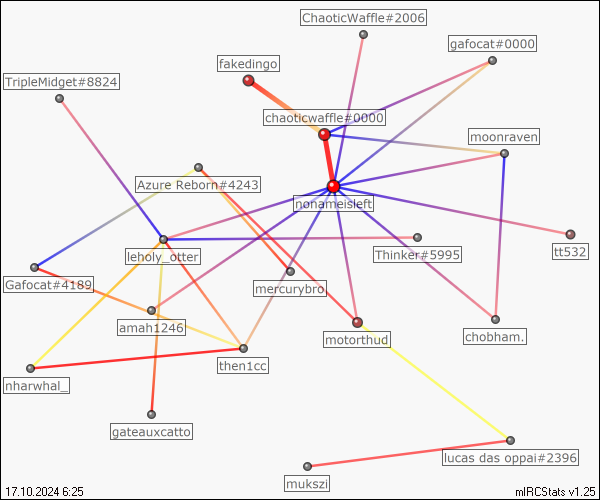 ChaoticWaffle#2006
gafocat#0000
fakedingo
TripleMidget#8824
chaoticwaffle#0000
moonraven
Azure Reborn#4243
nonameisleft
leholy_otter
Thinker#5995
tt532
Gafocat#4189
mercurybro
amah1246
motorthud
chobham.
then1cc
nharwhal_
gateauxcatto
lucas das oppai#2396
mukszi
17.10.2024 6:25
mIRCStats v1.25